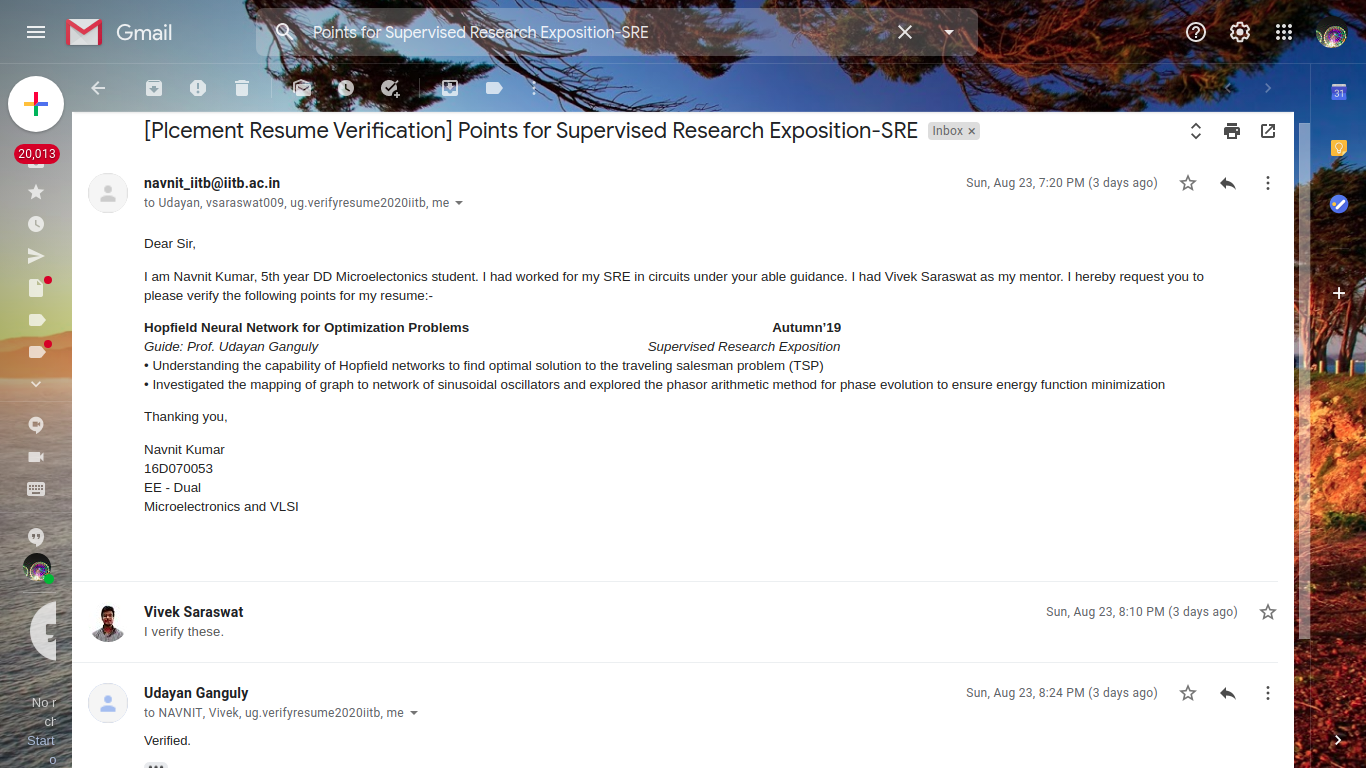 Gmail
Points for Supervised Research Exposition-SRE
31
20,013
[Plcement Resume Verification] Points for Supervised Research Exposition-SRE Inbox ×
navnit_iitb@iitb.ac.in Sun, Aug 23, 7:20 PM (3 days ago)
to Udayan, vsaraswat009, ug.verifyresume2020iitb, me
Dear Sir,
I am Navnit Kumar, 5th year DD Microelectonics student. I had worked for my SRE in circuits under your able guidance. I had Vivek Saraswat as my mentor. I hereby request you to
please verify the following points for my resume:-
Hopfield Neural Network for Optimization Problems Autumn’19
Guide: Prof. Udayan Ganguly Supervised Research Exposition
• Understanding the capability of Hopfield networks to find optimal solution to the traveling salesman problem (TSP)
• Investigated the mapping of graph to network of sinusoidal oscillators and explored the phasor arithmetic method for phase evolution to ensure energy function minimization
Thanking you,
Navnit Kumar
16D070053
EE - Dual
Microelectronics and VLSI
Vivek Saraswat Sun, Aug 23, 8:10 PM (3 days ago)
I verify these.
Udayan Ganguly Sun, Aug 23, 8:24 PM (3 days ago)
to NAVNIT, Vivek, ug.verifyresume2020iitb, me
Verified.
No r
ch
Start
o